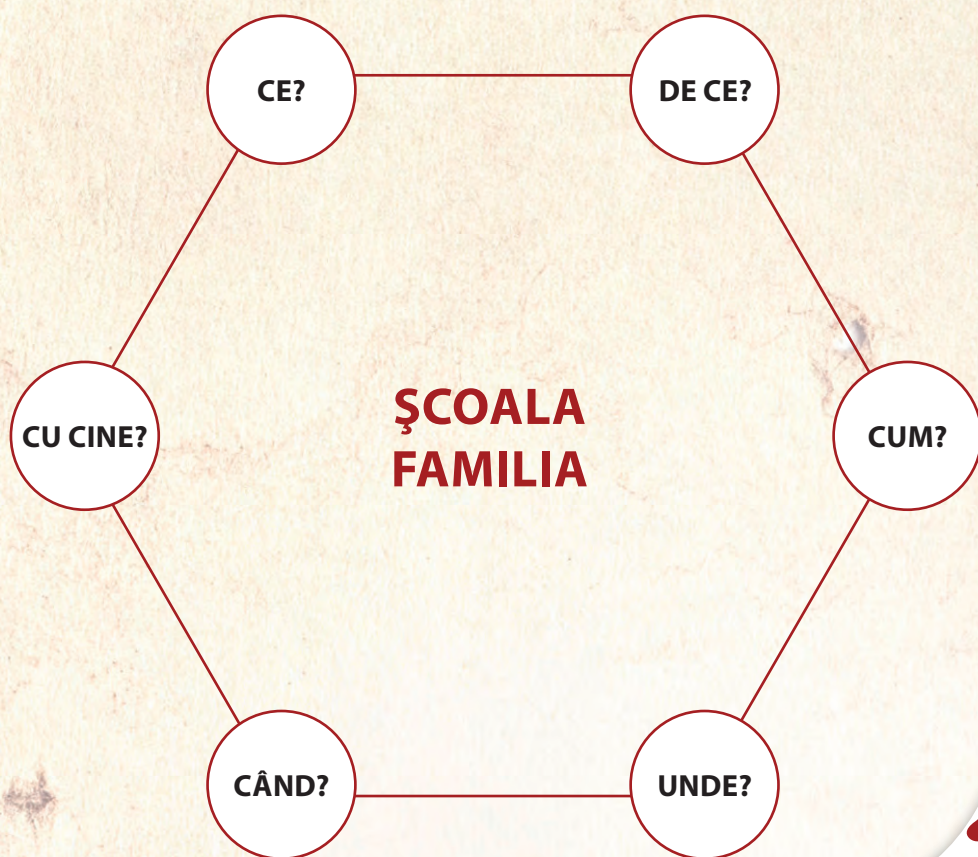 CE?
DE CE?
CU CINE?
ŞCOALA
FAMILIA
CUM?
CÂND?
UNDE?